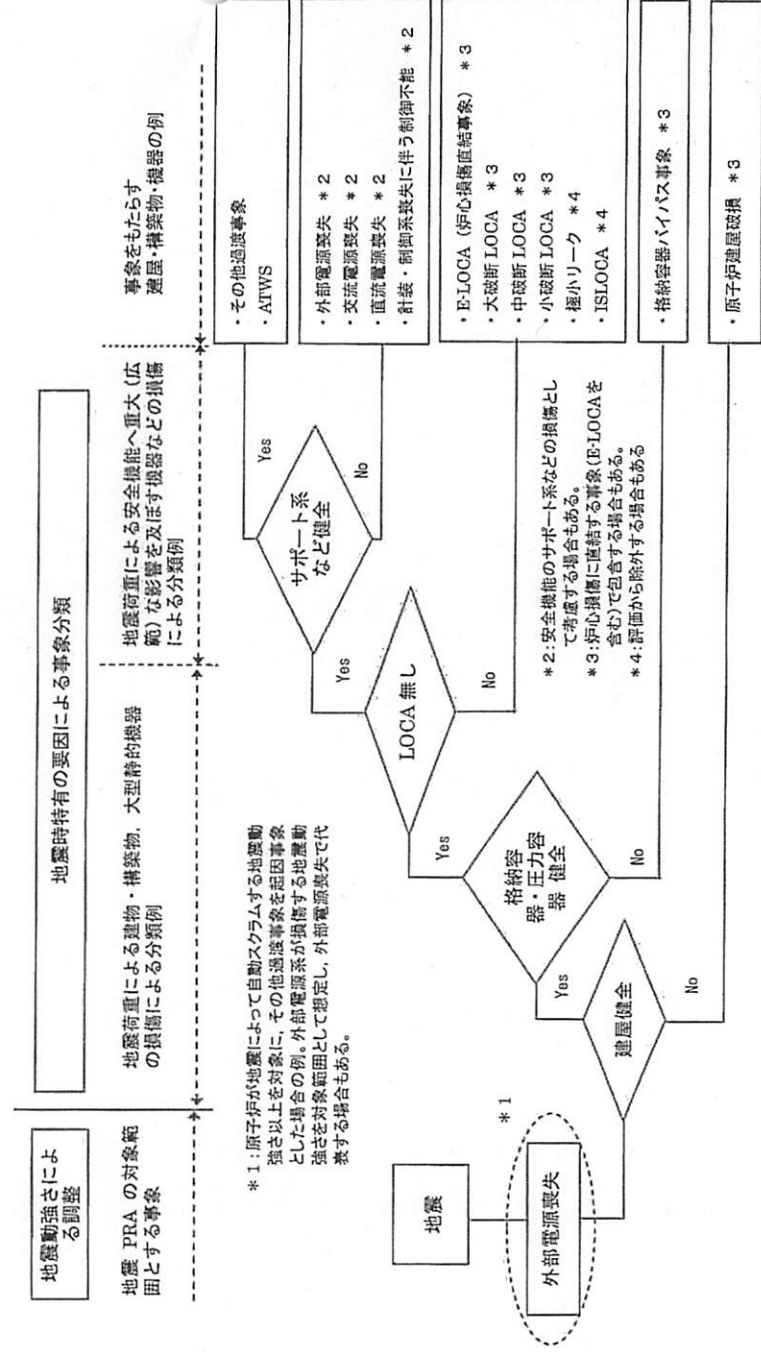 地震動強さによ
る調整
地震時特有の要因による事象分類
地震 PRA の対象範
囲とする事象
地震荷重による建物・構築物，大型静的機器
の損傷による分類例
地震荷重による安全機能へ重大（広
範）な影響を及ぼす機器などの損傷
による分類例
事象をもたらす
建屋・構築物・機器の例
*1：原子炉が地震によって自動スクラムする地震動
強さ以上を対象に，その他過渡事象を起因事象
とした場合の例。外部電源系が損傷する地震動
強さを対象範囲として想定し，外部電源喪失で代
表する場合もある。
地震
外部電源喪失
*1
建屋健全
Yes
No
格納容
器・圧力容
器 健全
Yes
No
LOCA 無し
Yes
No
サポート系
など健全
Yes
No
・その他過渡事象
・ATWS
・外部電源喪失 *2
・交流電源喪失 *2
・直流電源喪失 *2
・計装・制御系喪失に伴う制御不能 *2
・E-LOCA（炉心損傷直結事象） *3
・大破断 LOCA *3
・中破断 LOCA *3
・小破断 LOCA *3
・極小リーク *4
・ISLOCA *4
・格納容器バイパス事象 *3
・原子炉建屋破損 *3
*2：安全機能のサポート系などの損傷とし
て考慮する場合もある。
*3：炉心損傷に直結する事象（E-LOCAを
含む）で包含する場合もある。
*4：評価から除外する場合もある